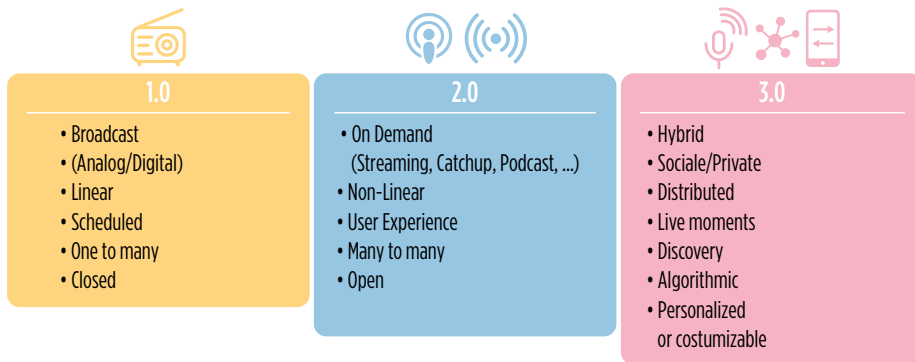 1.0
• Broadcast
• (Analog/Digital)
• Linear
• Scheduled
• One to many
• Closed
2.0
• On Demand
(Streaming, Catchup, Podcast, ...)
• Non-Linear
• User Experience
• Many to many
• Open
3.0
• Hybrid
• Sociale/Private
• Distributed
• Live moments
• Discovery
• Algorithmic
• Personalized
or costumizable